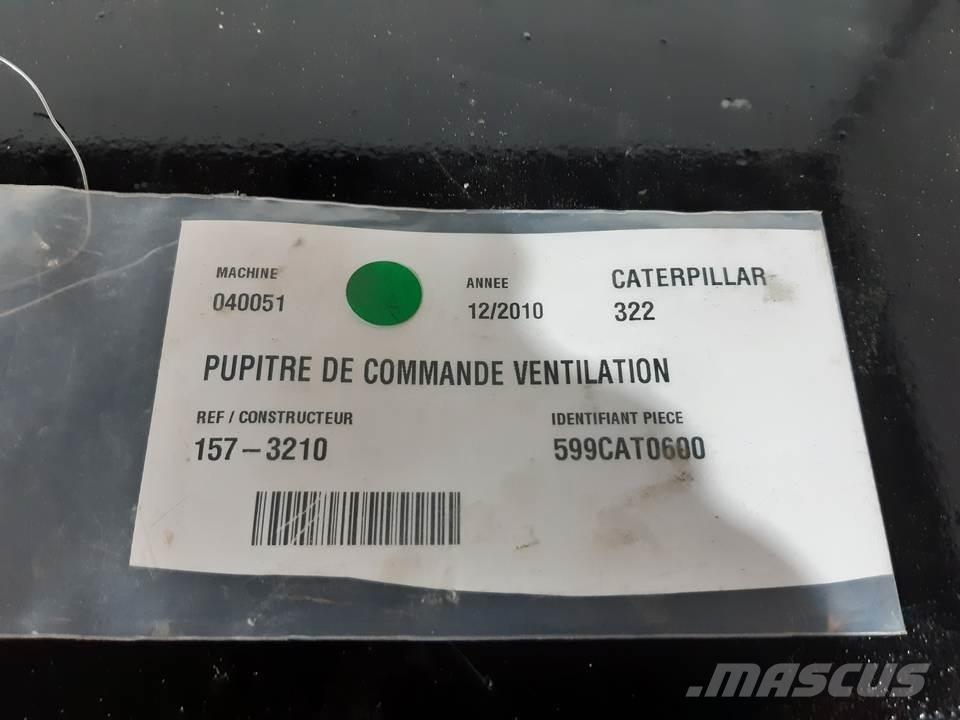 MACHINE
040051
ANNEE
12/2010
CATERPILLAR
322
PUPITRE DE COMMANDE VENTILATION
REF / CONSTRUCTEUR
157-3210
IDENTIFIANT PIECE
599CAT0600
MASCUS